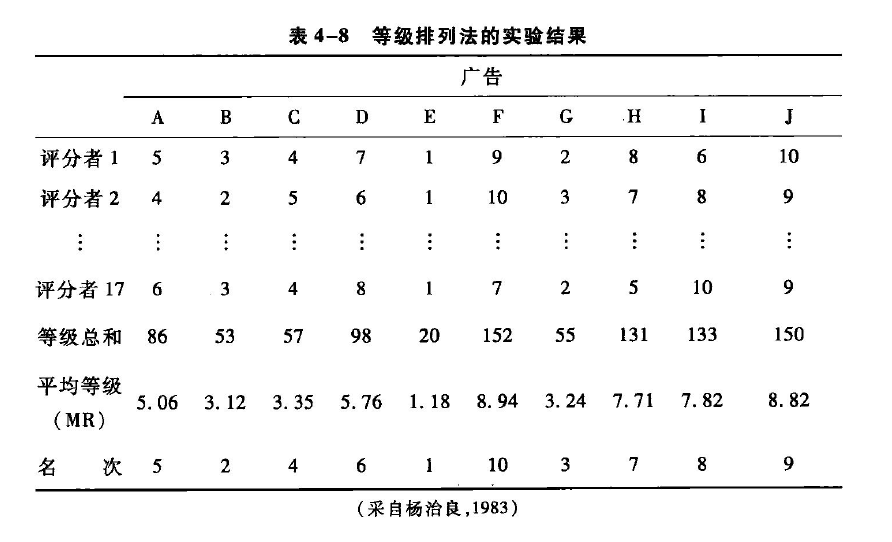 表 4-8 等级排列法的实验结果
广告
A B C D E F G H I J
评分者 1 5 3 4 7 1 9 2 8 6 10
评分者 2 4 2 5 6 1 10 3 7 8 9
⋮ ⋮ ⋮ ⋮ ⋮ ⋮ ⋮ ⋮ ⋮ ⋮ ⋮
评分者 17 6 3 4 8 1 7 2 5 10 9
等级总和 86 53 57 98 20 152 55 131 133 150
平均等级
(MR) 5.06 3.12 3.35 5.76 1.18 8.94 3.24 7.71 7.82 8.82
名 次 5 2 4 6 1 10 3 7 8 9
(采自杨治良,1983)